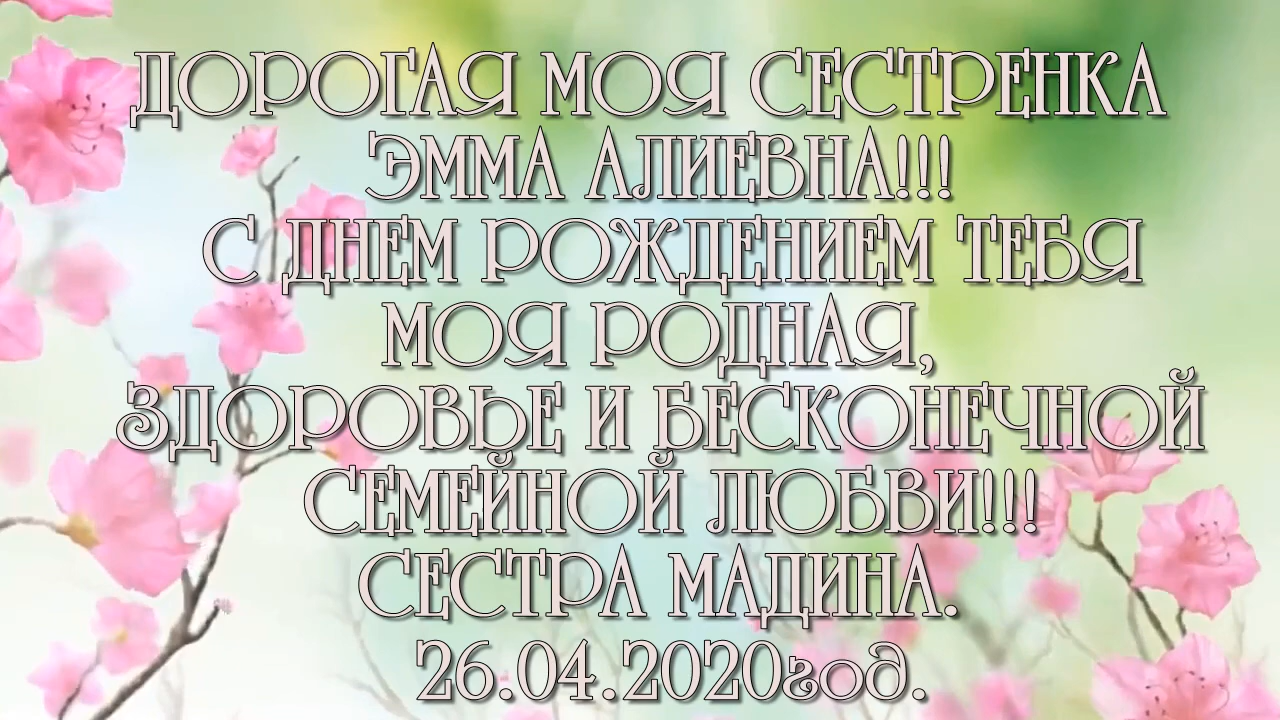 ДОРОГАЯ МОЯ СЕСТРЕНКА
ЭММА АЛИЕВНА!!!
С ДНЕМ РОЖДЕНИЕМ ТЕБЯ
МОЯ РОДНАЯ,
ЗДОРОВЬЕ И БЕСКОНЕЧНОЙ
СЕМЕЙНОЙ ЛЮБВИ!!!
СЕСТРА МАДИНА.
26.04.2020год.